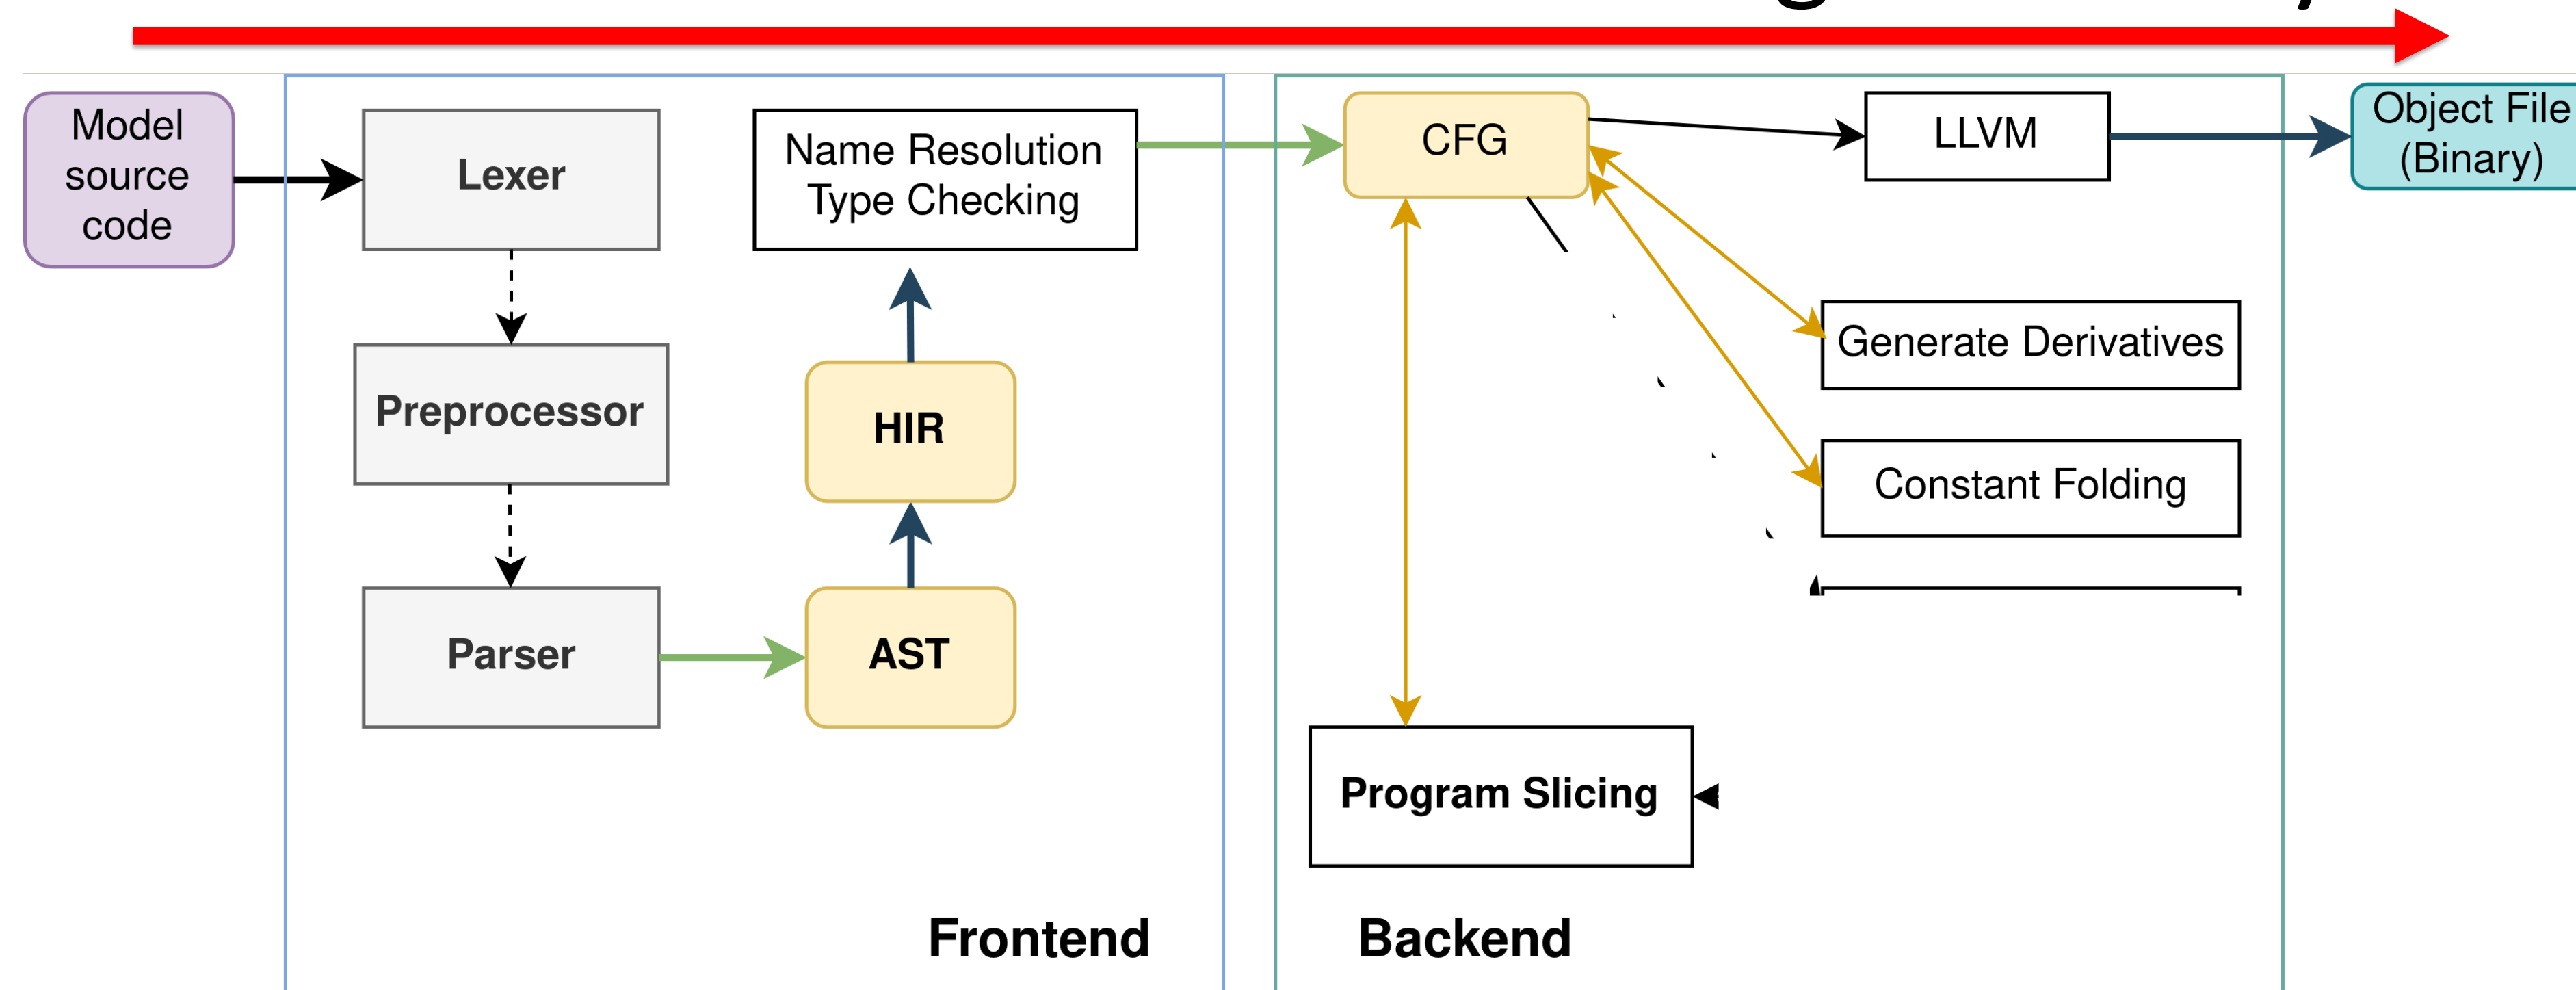 Model
source
code
Lexer
Preprocessor
Parser
Name Resolution
Type Checking
HIR
AST
Frontend
CFG
LLVM
Generate Derivatives
Constant Folding
Program Slicing
Backend
Object File
(Binary)